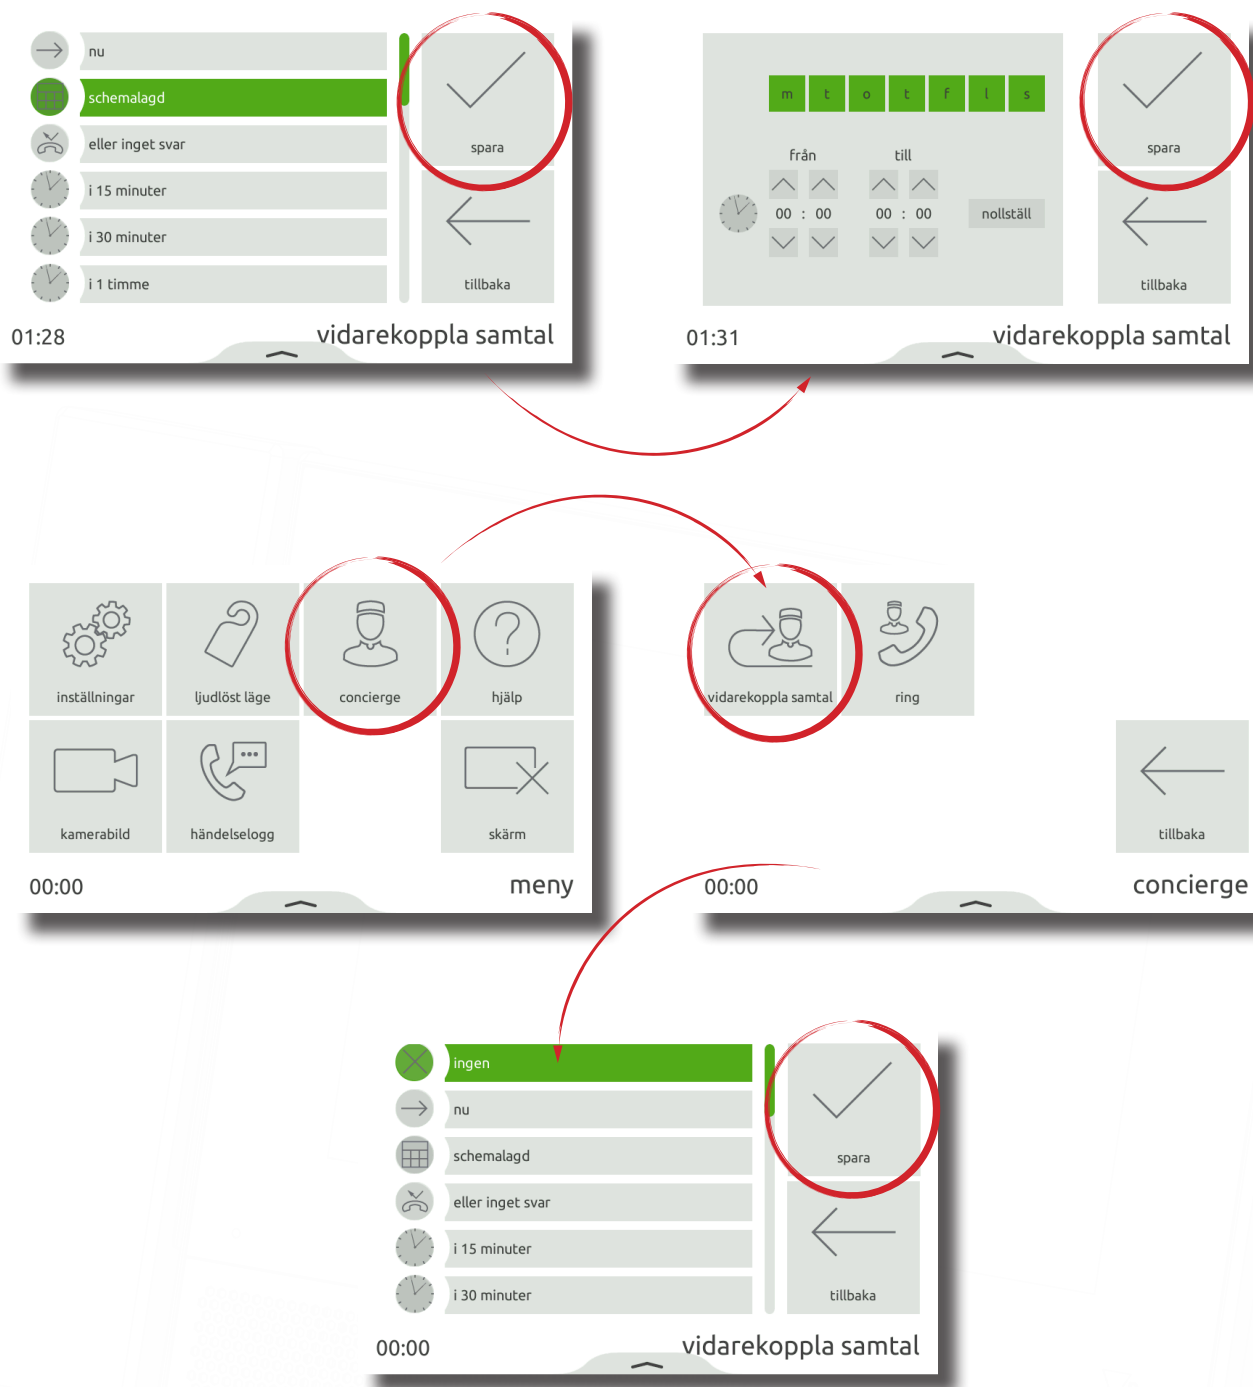 nu
schemalagd
eller inget svar
i 15 minuter
i 30 minuter
i 1 timme
spara
tillbaka
01:28
vidarekoppla samtal
m t o t f l s
från till
00 : 00 00 : 00
nollställ
spara
tillbaka
01:31
vidarekoppla samtal
inställningar
ljudlöst läge
concierge
hjälp
kamerabild
händelselogg
skärm
00:00
meny
vidarekoppla samtal
ring
tillbaka
00:00
concierge
ingen
nu
schemalagd
eller inget svar
i 15 minuter
i 30 minuter
spara
tillbaka
00:00
vidarekoppla samtal